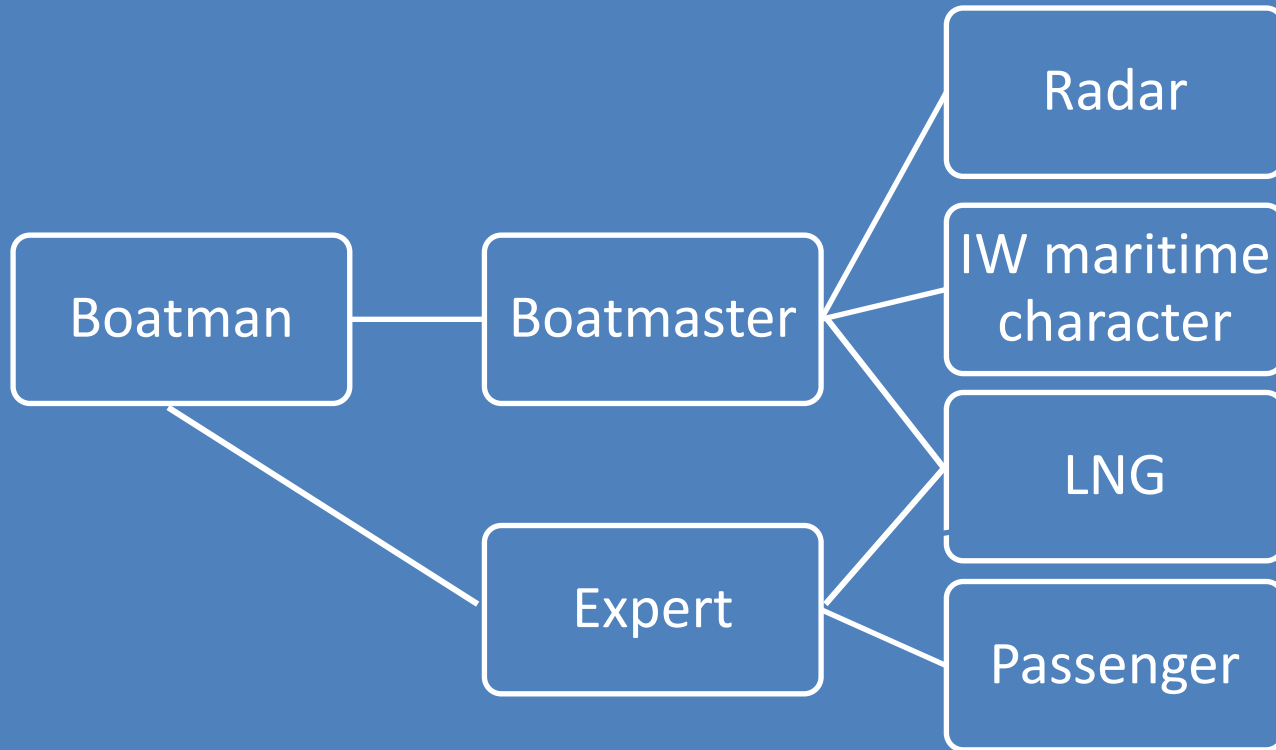 Boatman
Boatmaster
Expert
Radar
IW maritime
character
LNG
Passenger